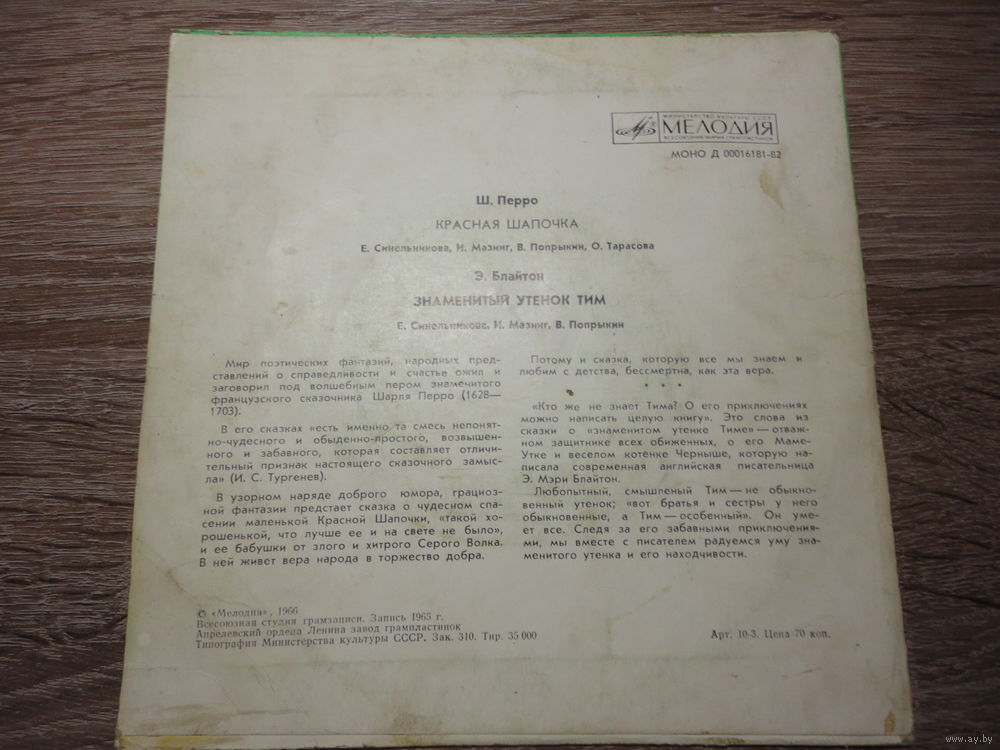 МИНИСТЕРСТВО КУЛЬТУРЫ СССР
МЕЛОДИЯ
ВСЕСОЮЗНАЯ ФИРМА ГРАМПЛАСТИНОК
МОНО Д 00016181-82
Ш. Перро
КРАСНАЯ ШАПОЧКА
Е. Синельникова, И. Мазинг, В. Попрыкин, О. Тарасова
Э. Блайтон
ЗНАМЕНИТЫЙ УТЕНОК ТИМ
Е. Синельникова, И. Мазинг, В. Попрыкин
Мир поэтических фантазий, народных пред-
ставлений о справедливости и счастье ожил и
заговорил под волшебным пером знаменитого
французского сказочника Шарля Перро (1628—
1703).
В его сказках «есть именно та смесь непонят-
но-чудесного и обыденно-простого, возвышен-
ного и забавного, которая составляет отличи-
тельный признак настоящего сказочного замыс-
ла» (И. С. Тургенев).
В узорном наряде доброго юмора, грациоз-
ной фантазии предстает сказка о чудесном спа-
сении маленькой Красной Шапочки, «такой хо-
рошенькой, что лучше ее и на свете не было»,
и ее бабушки от злого и хитрого Серого Волка.
В ней живет вера народа в торжество добра.
Потому и сказка, которую все мы знаем и
любим с детства, бессмертна, как эта вера.
* * *
«Кто же не знает Тима? О его приключениях
можно написать целую книгу». Это слова из
сказки о «знаменитом утенке Тиме» — отваж-
ном защитнике всех обиженных, о его Маме-
Утке и веселом котенке Черныше, которую на-
писала современная английская писательница
Э. Мэри Блайтон.
Любопытный, смышленый Тим — не обыкно-
венный утенок; «вот братья и сестры у него
обыкновенные, а Тим — особенный». Он уме-
ет все. Следя за его забавными приключения-
ми, мы вместе с писателем радуемся уму зна-
менитого утенка и его находчивости.
© «Мелодия», 1966
Всесоюзная студия грамзаписи. Запись 1965 г.
Апрелевский ордена Ленина завод грампластинок
Типография Министерства культуры СССР. Зак. 310. Тир. 35 000
Арт. 10-3. Цена 70 коп.
www.ay.by